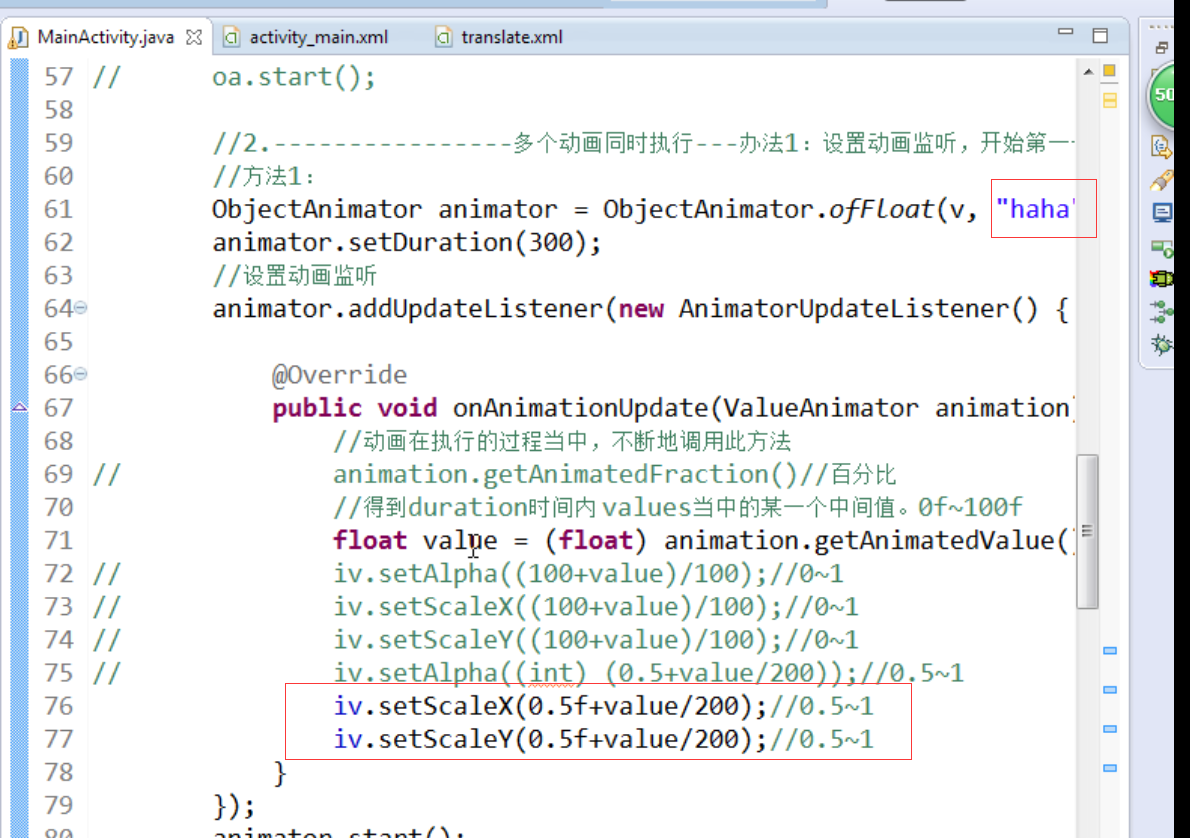 MainActivity.java activity_main.xml translate.xml
57 // oa.start();
58
59 //2.----------------多个动画同时执行---办法1：设置动画监听，开始第一
60 //方法1：
61 ObjectAnimator animator = ObjectAnimator.ofFloat(v, "haha"
62 animator.setDuration(300);
63 //设置动画监听
64 animator.addUpdateListener(new AnimatorUpdateListener() {
65
66 @Override
67 public void onAnimationUpdate(ValueAnimator animation)
68 //动画在执行的过程当中，不断地调用此方法
69 // animation.getAnimatedFraction()//百分比
70 //得到duration时间内 values当中的某一个中间值。0f~100f
71 float value = (float) animation.getAnimatedValue()
72 // iv.setAlpha((100+value)/100);//0~1
73 // iv.setScaleX((100+value)/100);//0~1
74 // iv.setScaleY((100+value)/100);//0~1
75 // iv.setAlpha((int) (0.5+value/200));//0.5~1
76 iv.setScaleX(0.5f+value/200);//0.5~1
77 iv.setScaleY(0.5f+value/200);//0.5~1
78 }
79 });
80 animator.start();
50